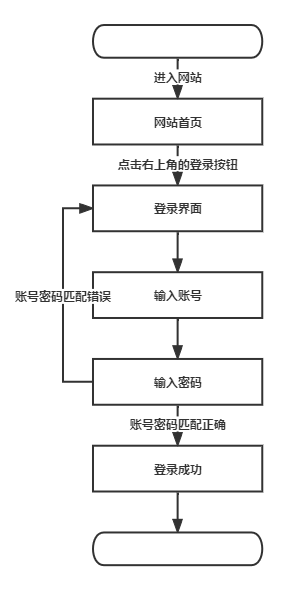 进入网站
网站首页
点击右上角的登录按钮
登录界面
账号密码匹配错误
输入账号
输入密码
账号密码匹配正确
登录成功